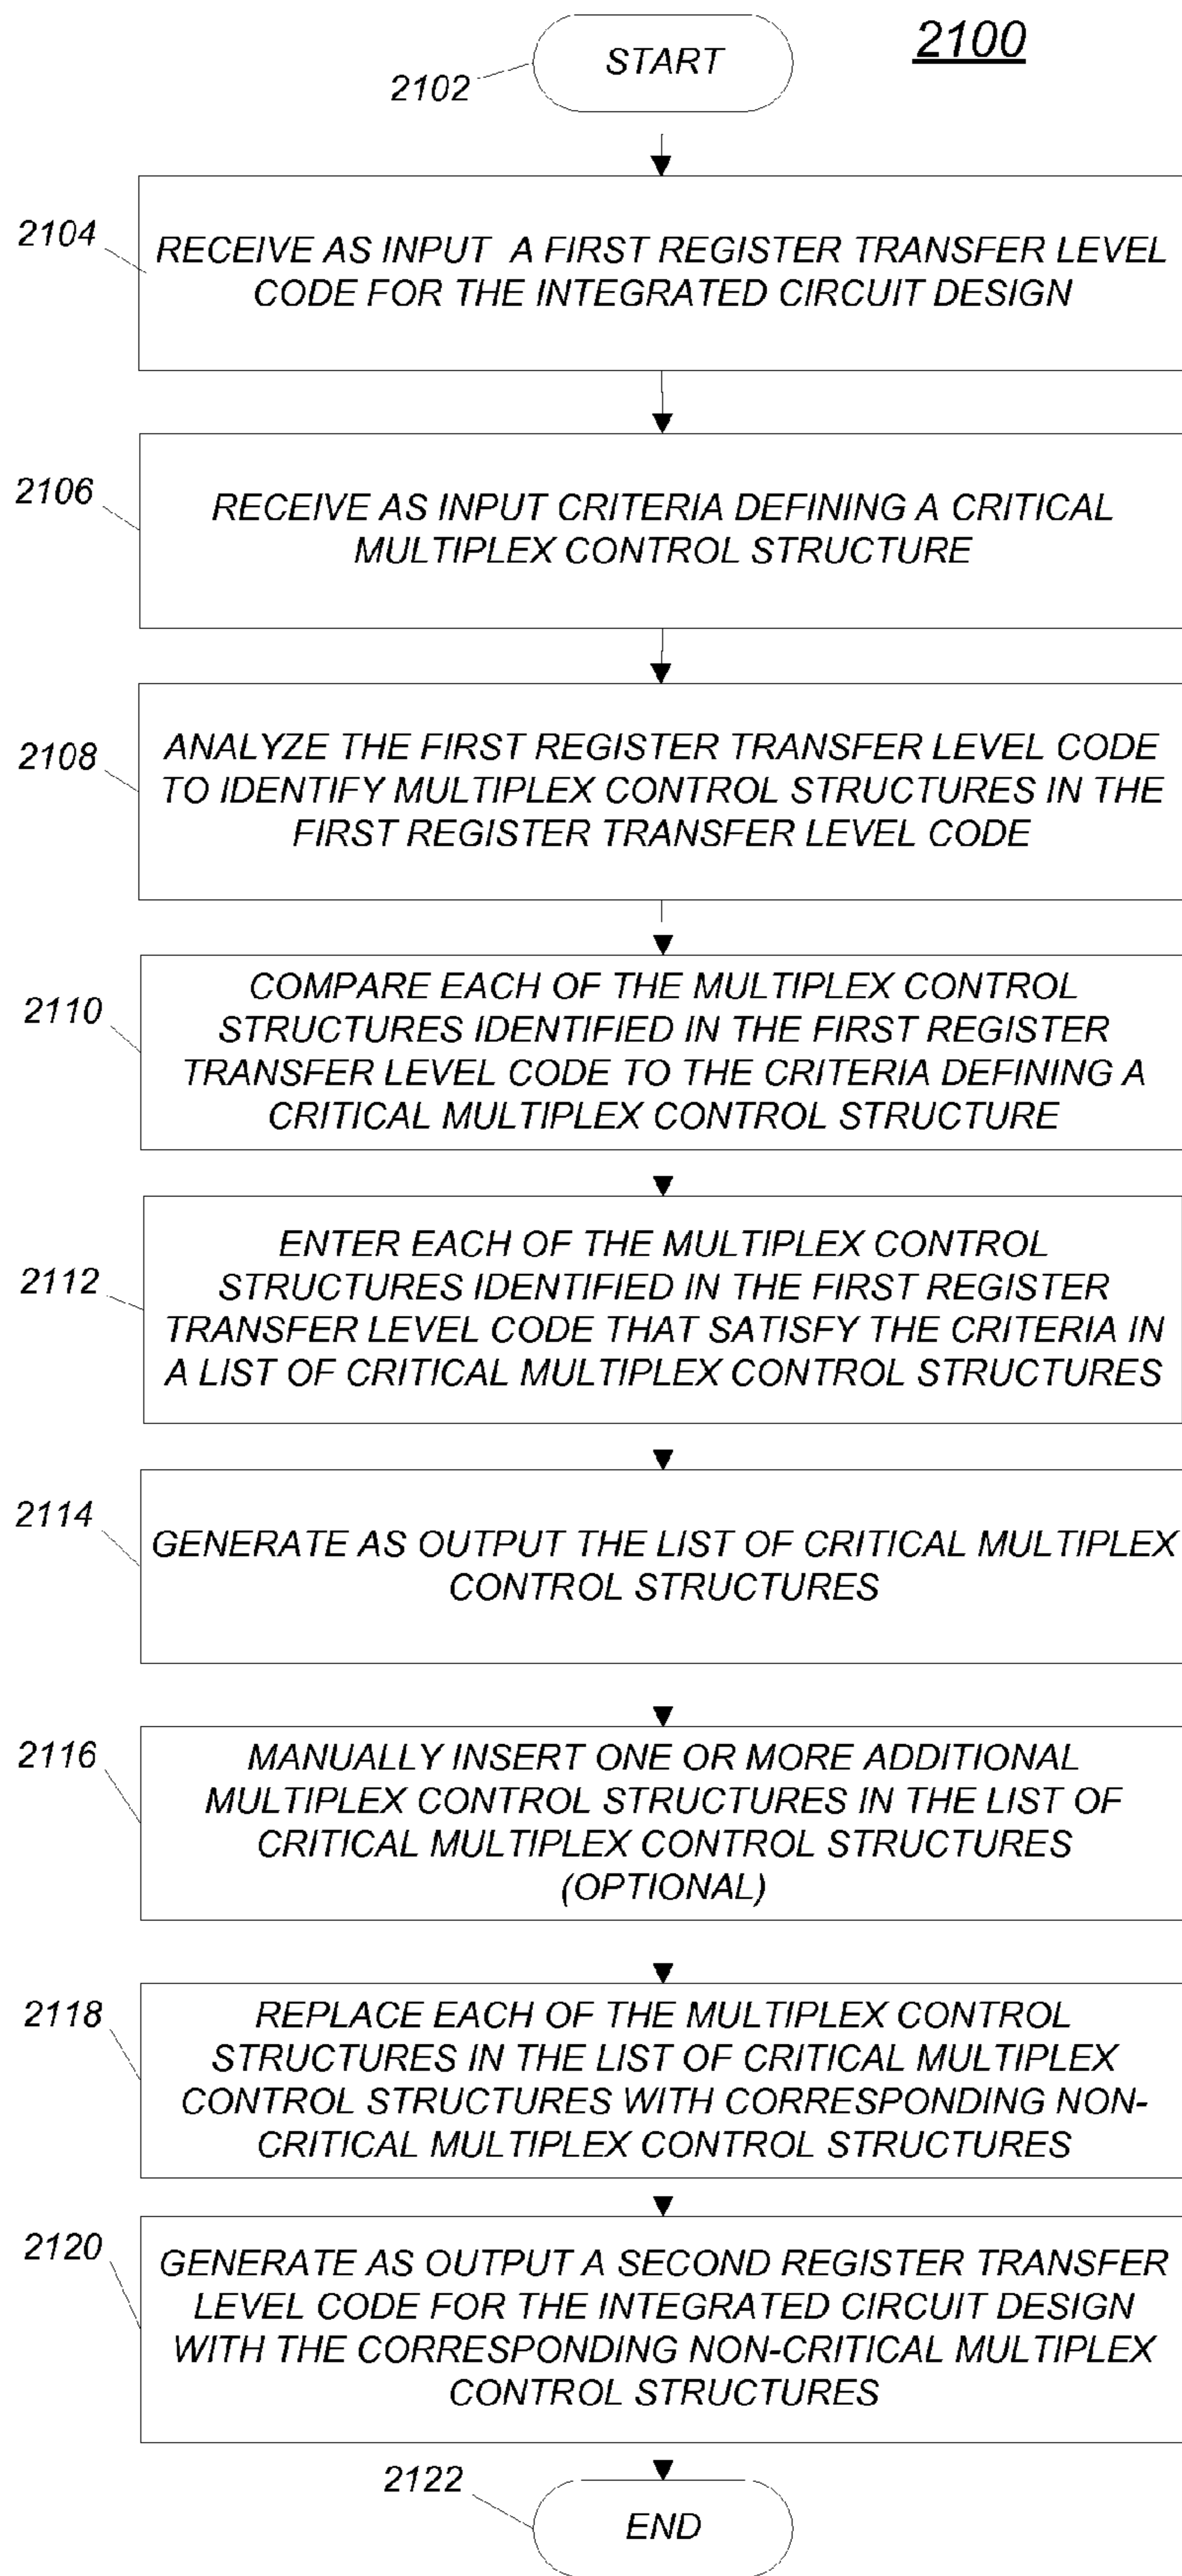 2100
START
2102
2104
RECEIVE AS INPUT A FIRST REGISTER TRANSFER LEVEL
CODE FOR THE INTEGRATED CIRCUIT DESIGN
2106
RECEIVE AS INPUT CRITERIA DEFINING A CRITICAL
MULTIPLEX CONTROL STRUCTURE
2108
ANALYZE THE FIRST REGISTER TRANSFER LEVEL CODE
TO IDENTIFY MULTIPLEX CONTROL STRUCTURES IN THE
FIRST REGISTER TRANSFER LEVEL CODE
2110
COMPARE EACH OF THE MULTIPLEX CONTROL
STRUCTURES IDENTIFIED IN THE FIRST REGISTER
TRANSFER LEVEL CODE TO THE CRITERIA DEFINING A
CRITICAL MULTIPLEX CONTROL STRUCTURE
2112
ENTER EACH OF THE MULTIPLEX CONTROL
STRUCTURES IDENTIFIED IN THE FIRST REGISTER
TRANSFER LEVEL CODE THAT SATISFY THE CRITERIA IN
A LIST OF CRITICAL MULTIPLEX CONTROL STRUCTURES
2114
GENERATE AS OUTPUT THE LIST OF CRITICAL MULTIPLEX
CONTROL STRUCTURES
2116
MANUALLY INSERT ONE OR MORE ADDITIONAL
MULTIPLEX CONTROL STRUCTURES IN THE LIST OF
CRITICAL MULTIPLEX CONTROL STRUCTURES
(OPTIONAL)
2118
REPLACE EACH OF THE MULTIPLEX CONTROL
STRUCTURES IN THE LIST OF CRITICAL MULTIPLEX
CONTROL STRUCTURES WITH CORRESPONDING NON-
CRITICAL MULTIPLEX CONTROL STRUCTURES
2120
GENERATE AS OUTPUT A SECOND REGISTER TRANSFER
LEVEL CODE FOR THE INTEGRATED CIRCUIT DESIGN
WITH THE CORRESPONDING NON-CRITICAL MULTIPLEX
CONTROL STRUCTURES
2122
END